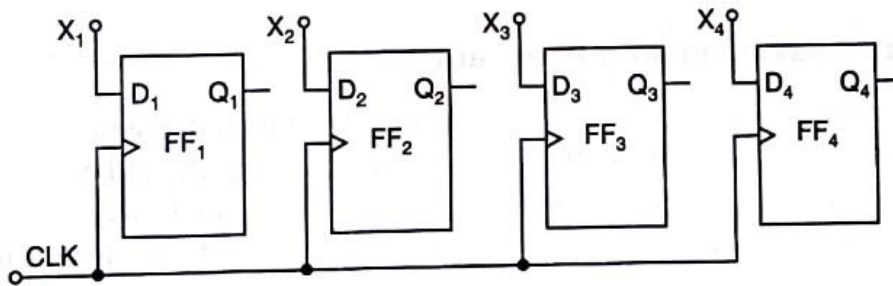 X₁ X₂ X₃ X₄
D₁ Q₁ D₂ Q₂ D₃ Q₃ D₄ Q₄
FF₁ FF₂ FF₃ FF₄
CLK